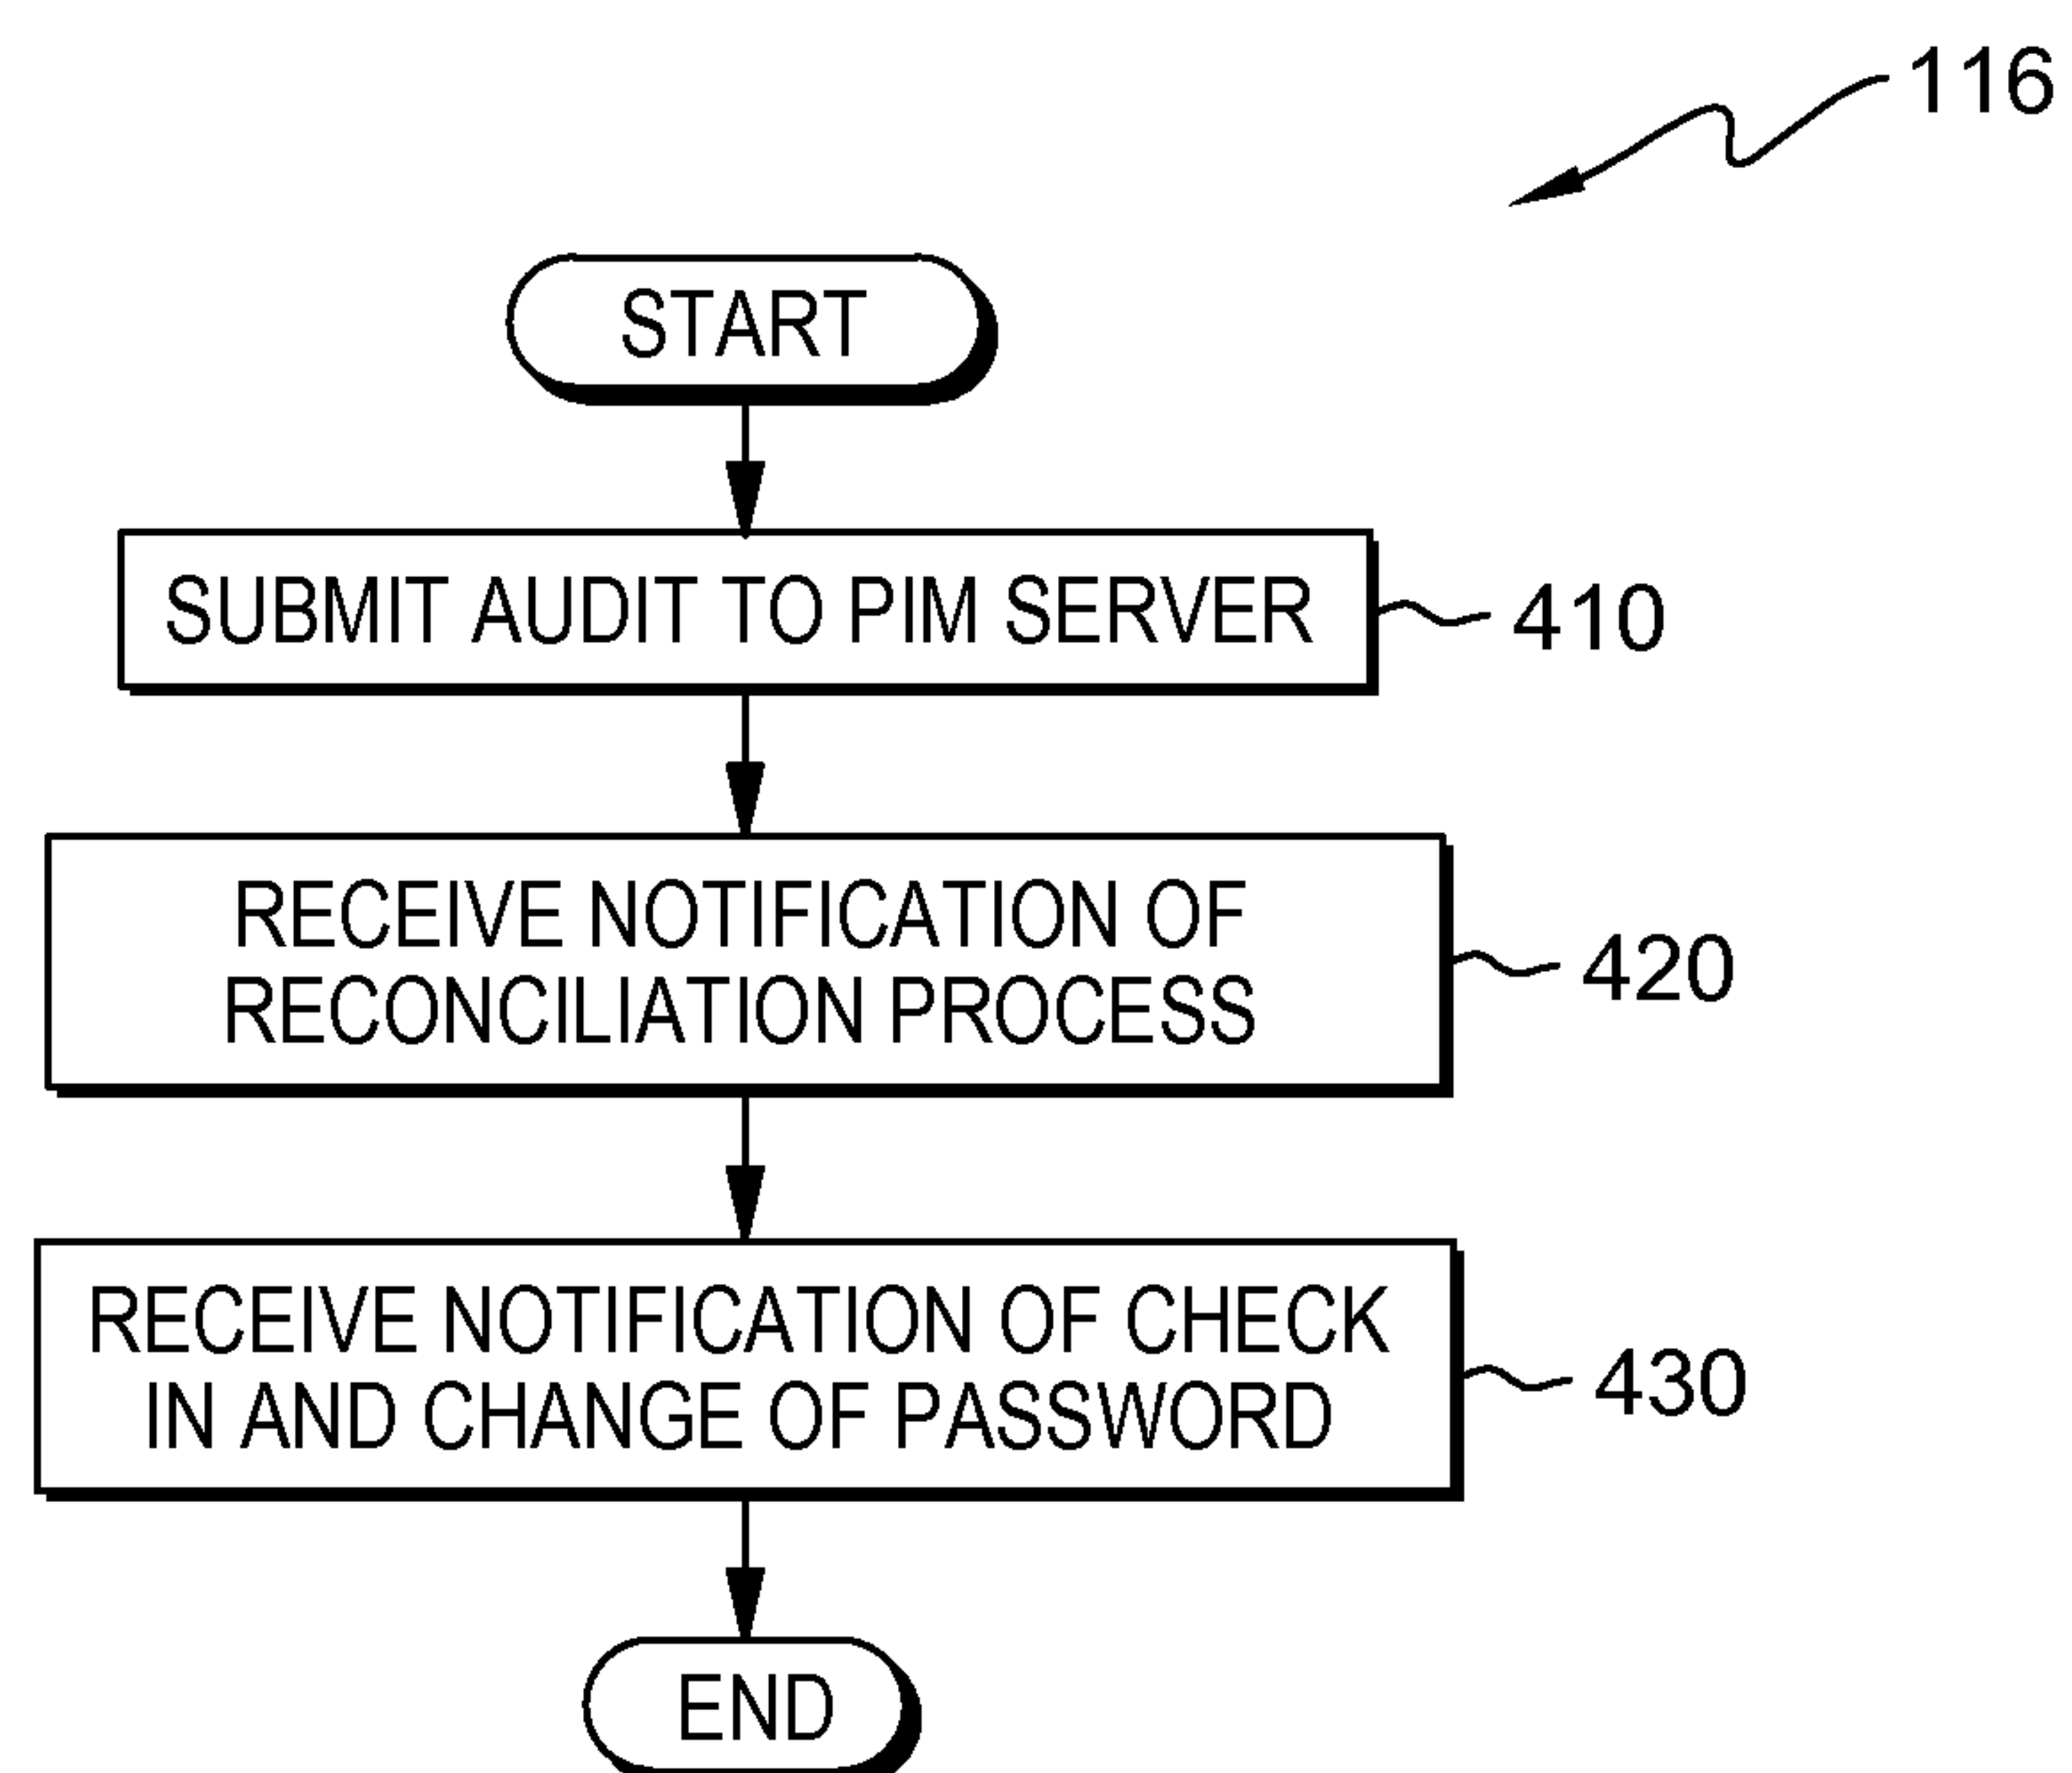 116
START
SUBMIT AUDIT TO PIM SERVER
410
RECEIVE NOTIFICATION OF
RECONCILIATION PROCESS
420
RECEIVE NOTIFICATION OF CHECK
IN AND CHANGE OF PASSWORD
430
END